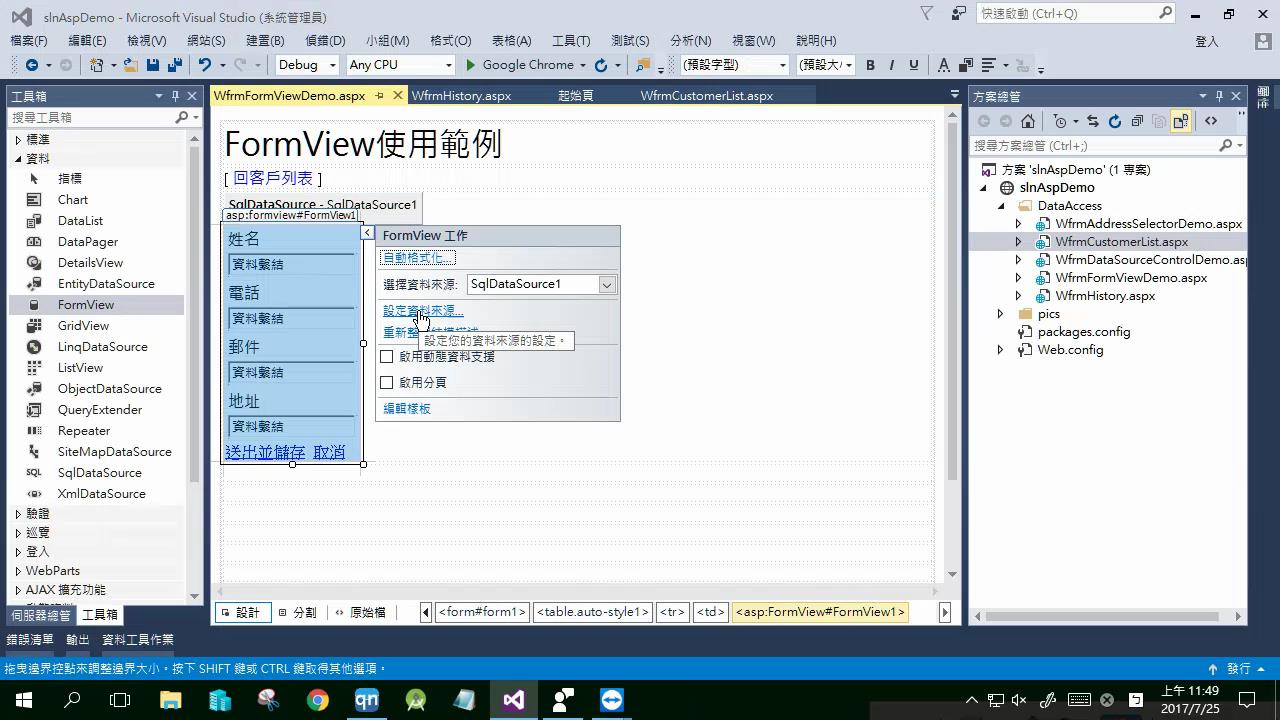 slnAspDemo - Microsoft Visual Studio (系統管理員)
快速啟動 (Ctrl+Q)
檔案(F) 編輯(E) 檢視(V) 網站(S) 建置(B) 偵錯(D) 小組(M) 格式(O) 表格(A) 工具(T) 測試(S) 分析(N) 視窗(W) 說明(H)
登入
Debug Any CPU Google Chrome (預設字型) (預設大 B I U A
工具箱
搜尋工具箱
標準
資料
指標
Chart
DataList
DataPager
DetailsView
EntityDataSource
FormView
GridView
LinqDataSource
ListView
ObjectDataSource
QueryExtender
Repeater
SiteMapDataSource
SQL SqlDataSource
XmlDataSource
驗證
巡覽
登入
WebParts
AJAX 擴充功能
伺服器總管 工具箱
WfrmFormViewDemo.aspx WfrmHistory.aspx 起始頁 WfrmCustomerList.aspx
FormView使用範例
[ 回客戶列表 ]
SqlDataSource - SqlDataSource1
asp:formview#FormView1
姓名
資料繫結
電話
資料繫結
郵件
資料繫結
地址
資料繫結
送出並儲存 取消
FormView 工作
自動格式化...
選擇資料來源: SqlDataSource1
設定資料來源...
重新整
設定您的資料來源的設定。
啟用動態資料支援
啟用分頁
編輯樣板
設計 分割 原始檔
<form#form1> <table.auto-style1> <tr> <td> <asp:FormView#FormView1>
方案總管
搜尋方案總管 (Ctrl+;)
方案 'slnAspDemo' (1 專案)
slnAspDemo
DataAccess
WfrmAddressSelectorDemo.aspx
WfrmCustomerList.aspx
WfrmDataSourceControlDemo.asp
WfrmFormViewDemo.aspx
WfrmHistory.aspx
pics
packages.config
Web.config
錯誤清單 輸出 資料工具作業
拖曳邊界控點來調整邊界大小。按下 SHIFT 鍵或 CTRL 鍵取得其他選項。
發行
qn
上午 11:49
2017/7/25